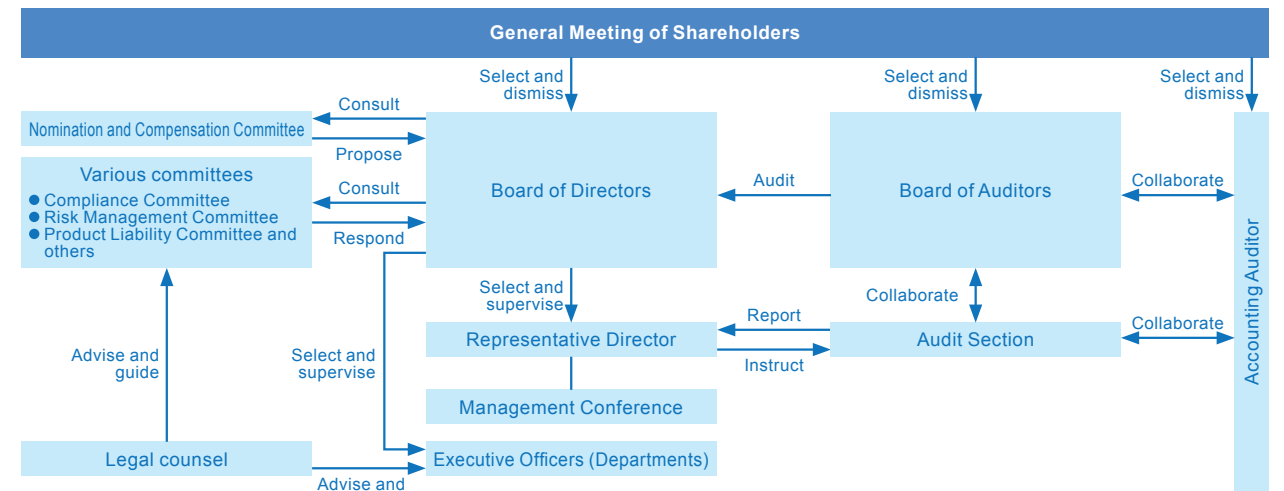 General Meeting of Shareholders
Select and
dismiss
Select and
dismiss
Select and
dismiss
Consult
Nomination and Compensation Committee
Propose
Various committees
● Compliance Committee
● Risk Management Committee
● Product Liability Committee and
others
Consult
Respond
Board of Directors
Audit
Board of Auditors
Collaborate
Accounting Auditor
Select and
supervise
Collaborate
Representative Director
Report
Instruct
Audit Section
Collaborate
Advise and
guide
Select and
supervise
Management Conference
Legal counsel
Executive Officers (Departments)
Advise and